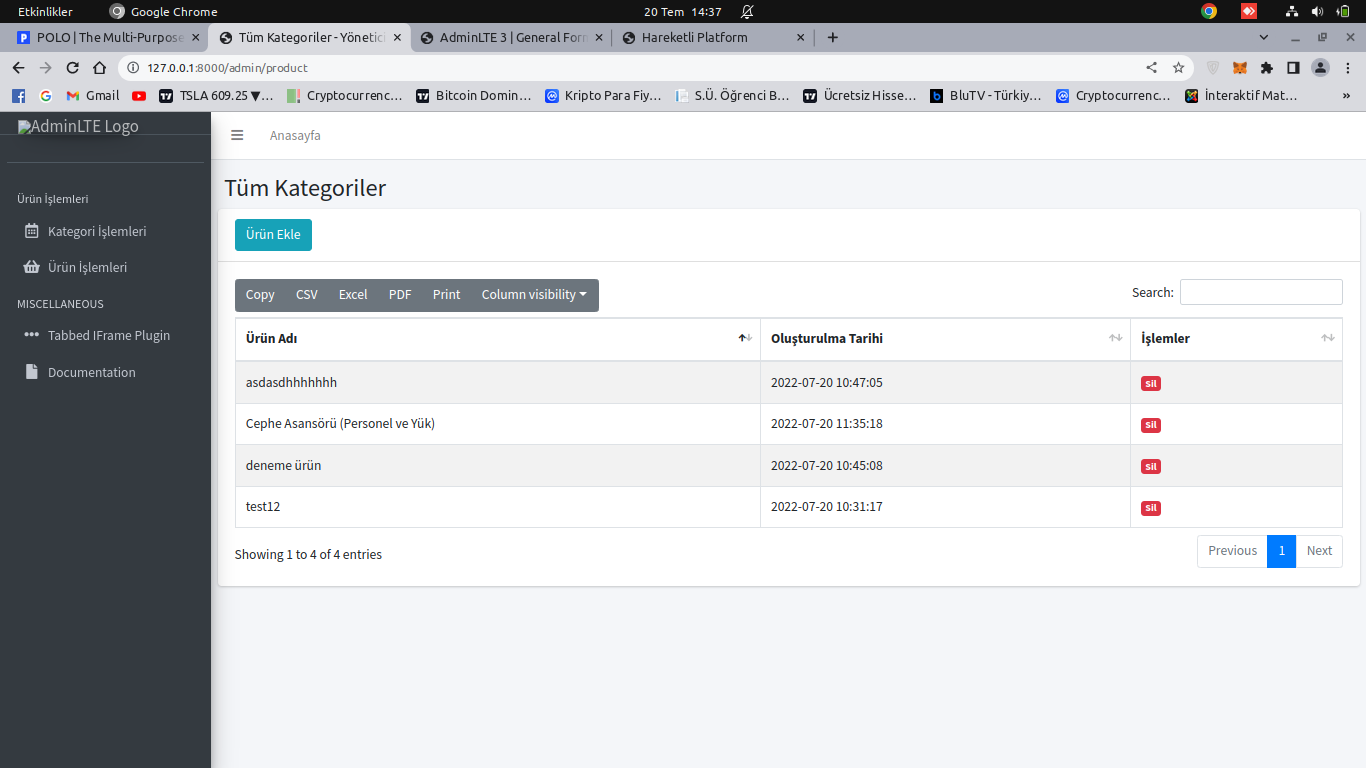 Etkinlikler Google Chrome 20 Tem 14:37
POLO | The Multi-Purpose Tüm Kategoriler - Yönetici AdminLTE 3 | General Form Hareketli Platform
127.0.0.1:8000/admin/product
Gmail TSLA 609.25 ▼… Cryptocurrenc… Bitcoin Domin… Kripto Para Fiy… S.Ü. Öğrenci B… Ücretsiz Hisse… BluTV - Türkiy… Cryptocurrenc… İnteraktif Mat… »
AdminLTE Logo
Anasayfa
Ürün İşlemleri
Kategori İşlemleri
Ürün İşlemleri
MISCELLANEOUS
Tabbed IFrame Plugin
Documentation
Tüm Kategoriler
Ürün Ekle
Copy CSV Excel PDF Print Column visibility
Search:
Ürün Adı Oluşturulma Tarihi İşlemler
asdasdhhhhhhh 2022-07-20 10:47:05 Sil
Cephe Asansörü (Personel ve Yük) 2022-07-20 11:35:18 Sil
deneme ürün 2022-07-20 10:45:08 Sil
test12 2022-07-20 10:31:17 Sil
Showing 1 to 4 of 4 entries
Previous 1 Next